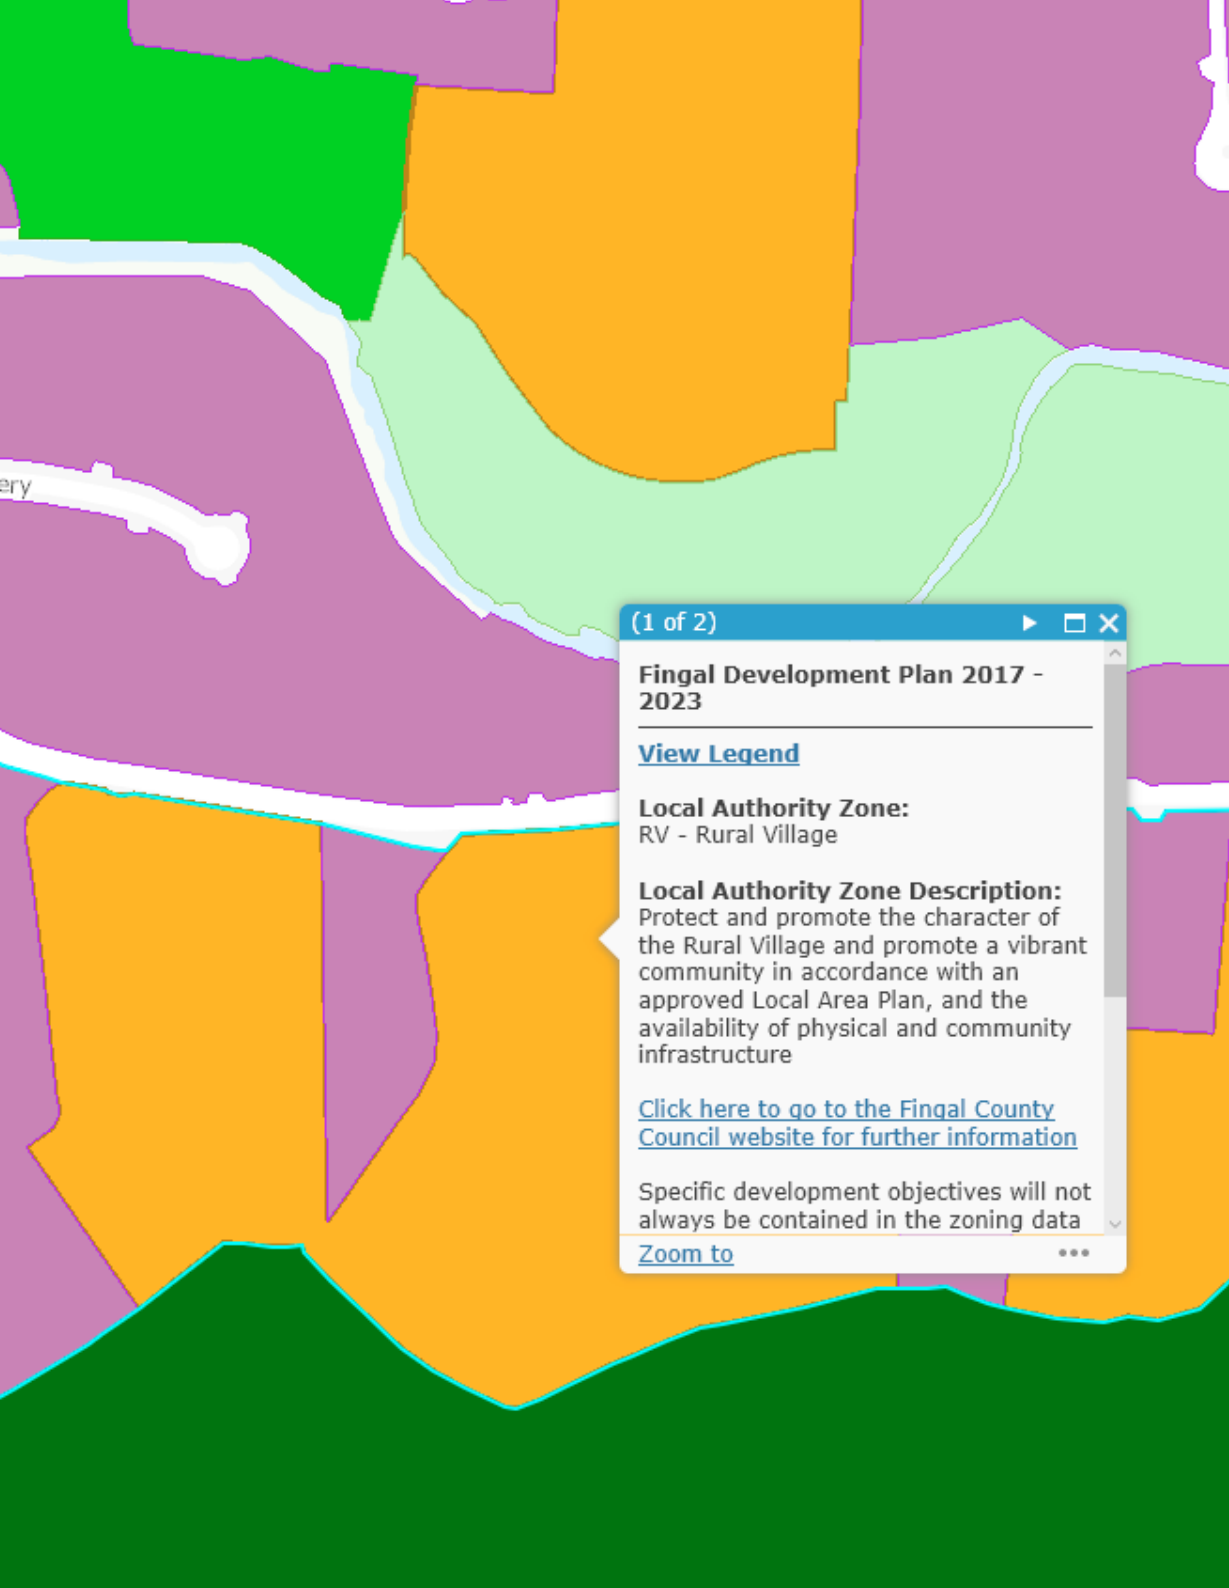 ery
(1 of 2)
Fingal Development Plan 2017 -
2023
View Legend
Local Authority Zone:
RV - Rural Village
Local Authority Zone Description:
Protect and promote the character of
the Rural Village and promote a vibrant
community in accordance with an
approved Local Area Plan, and the
availability of physical and community
infrastructure
Click here to go to the Fingal County
Council website for further information
Specific development objectives will not
always be contained in the zoning data
Zoom to